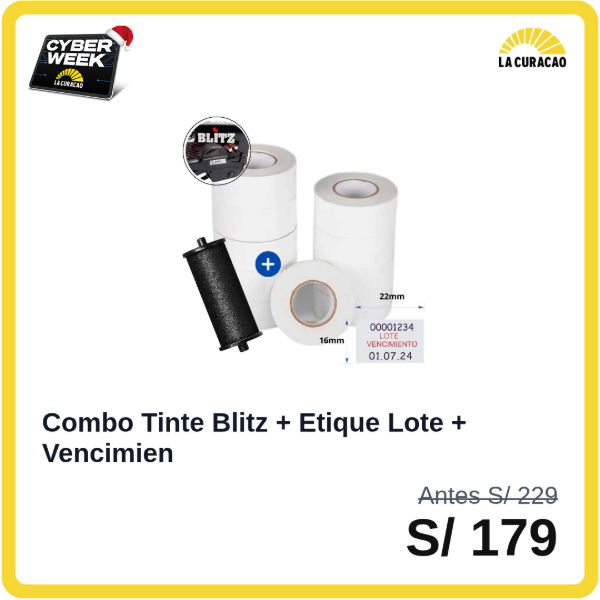 CYBER
WEEK
LA CURACAO
LA CURACAO
BLITZ
+
22mm
16mm
00001234
LOTE
VENCIMIENTO
01.07.24
Combo Tinte Blitz + Etique Lote +
Vencimien
Antes S/ 229
S/ 179